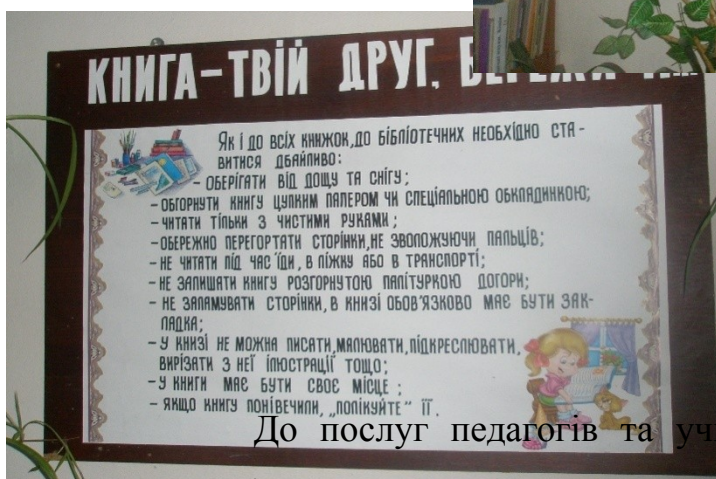 КНИГА-ТВІЙ ДРУГ,
ЯК І ДО ВСІХ КНИЖОК,ДО БІБЛІОТЕЧНИХ НЕОБХІДНО СТА-
ВИТИСЯ ДБАЙЛИВО:
- ОБЕРІГАТИ ВІД ДОЩУ ТА СНІГУ;
- ОБГОРНУТИ КНИГУ ЦУПКИМ ПАПЕРОМ ЧИ СПЕЦІАЛЬНОЮ ОБКЛАДИНКОЮ;
- ЧИТАТИ ТІЛЬКИ З ЧИСТИМИ РУКАМИ;
- ОБЕРЕЖНО ПЕРЕГОРТАТИ СТОРІНКИ,НЕ ЗВОЛОЖУЮЧИ ПАЛЬЦІВ;
- НЕ ЧИТАТИ ПІД ЧАС ЇДИ, В ЛІЖКУ АБО В ТРАНСПОРТІ;
- НЕ ЗАЛИШАТИ КНИГУ РОЗГОРНУТОЮ ПАЛІТУРКОЮ ДОГОРИ;
- НЕ ЗАЛАМУВАТИ СТОРІНКИ, В КНИЗІ ОБОВ'ЯЗКОВО МАЄ БУТИ ЗАК-
ЛАДКА;
- У КНИЗІ НЕ МОЖНА ПИСАТИ,МАЛЮВАТИ,ПІДКРЕСЛЮВАТИ,
ВИРІЗАТИ З НЕЇ ІЛЮСТРАЦІЇ ТОЩО;
- У КНИГИ МАЄ БУТИ СВОЄ МІСЦЕ;
- ЯКЩО КНИГУ ПОНІВЕЧИЛИ, „ПОЛІКУЙТЕ" ЇЇ.
До послуг педагогів та